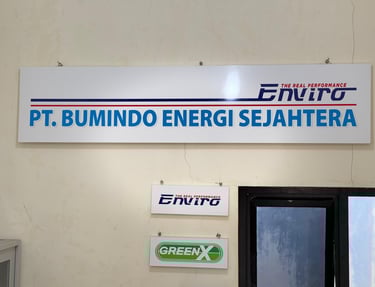 THE REAL PERFORMANCE
Enviro
PT. BUMINDO ENERGI SEJAHTERA
THE REAL PERFORMANCE
Enviro
GREENX